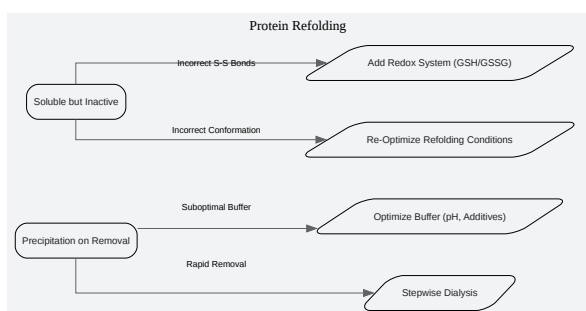 Protein Refolding
Incorrect S-S Bonds
Add Redox System (GSH/GSSG)
Soluble but Inactive
Incorrect Conformation
Re-Optimize Refolding Conditions
Suboptimal Buffer
Optimize Buffer (pH, Additives)
Precipitation on Removal
Rapid Removal
Stepwise Dialysis